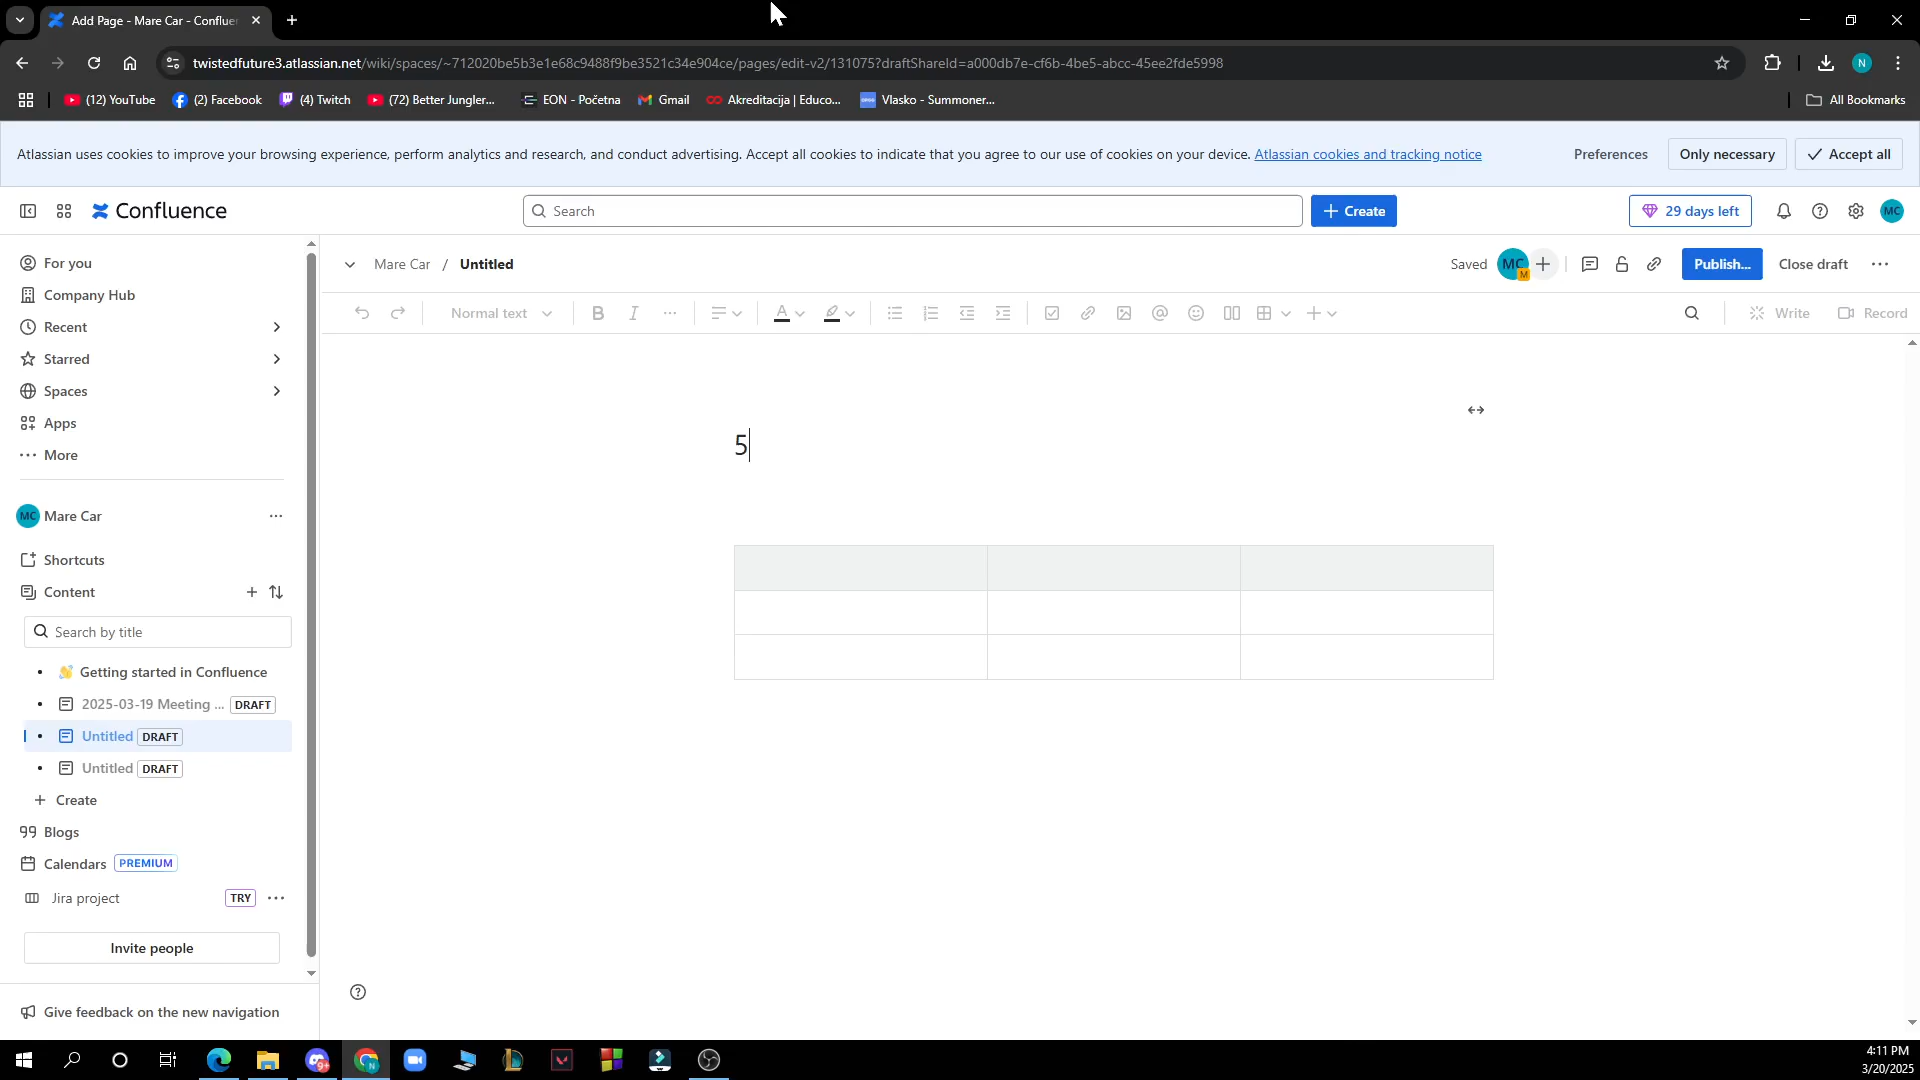 Add Page - Mare Car - Confluer
twistedfuture3.atlassian.net/wiki/spaces/~712020be5b3e1e68c9488f9be3521c34e904ce/pages/edit-v2/131075?draftShareId=a000db7e-cf6b-4be5-abcc-45ee2fde5998
N
(12) YouTube
(2) Facebook
(4) Twitch
(72) Better Jungler...
EON - Početna
Gmail
Akreditacija | Educo...
Vlasko - Summoner...
All Bookmarks
Atlassian uses cookies to improve your browsing experience, perform analytics and research, and conduct advertising. Accept all cookies to indicate that you agree to our use of cookies on your device. Atlassian cookies and tracking notice
Preferences
Only necessary
Accept all
Confluence
Search
Create
29 days left
MC
For you
Company Hub
Recent
Starred
Spaces
Apps
More
MC Mare Car
Shortcuts
Content
Search by title
Getting started in Confluence
2025-03-19 Meeting ... DRAFT
Untitled DRAFT
Untitled DRAFT
Create
Blogs
Calendars PREMIUM
Jira project TRY
Invite people
Give feedback on the new navigation
Mare Car / Untitled
Saved
MC
M
Publish...
Close draft
Normal text
B
I
A
Write
Record
5
9+
N
4:11 PM
3/20/2025